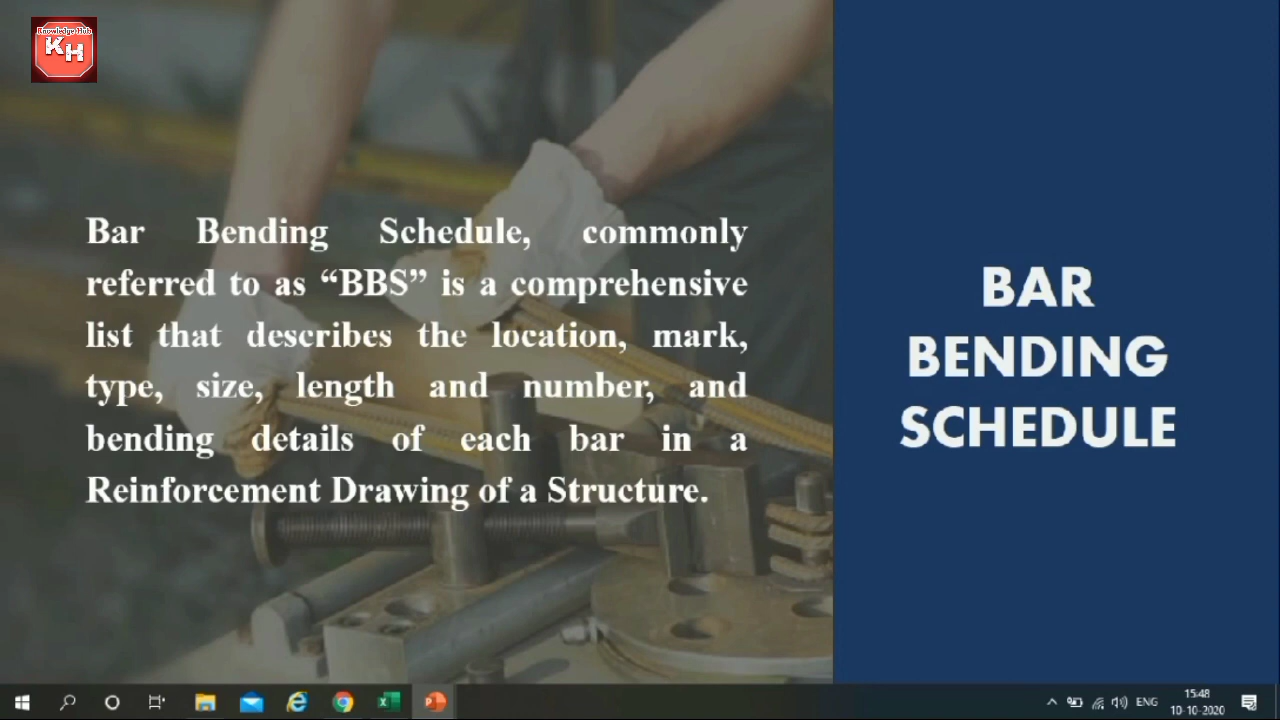 Knowledge Hub
KH
Bar Bending Schedule, commonly
referred to as “BBS” is a comprehensive
list that describes the location, mark,
type, size, length and number, and
bending details of each bar in a
Reinforcement Drawing of a Structure.
BAR
BENDING
SCHEDULE
ENG
15:48
10-10-2020